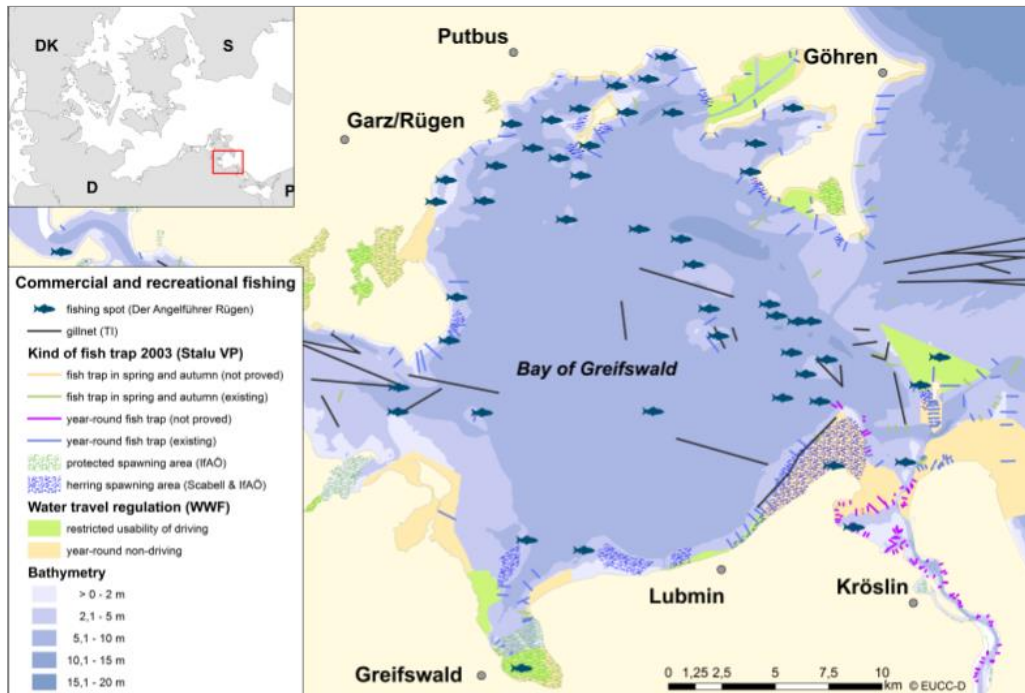 DK
S
D
P
Putbus
Göhren
Garz/Rügen
Commercial and recreational fishing
fishing spot (Der Angelführer Rügen)
gillnet (TI)
Kind of fish trap 2003 (Stalu VP)
fish trap in spring and autumn (not proved)
fish trap in spring and autumn (existing)
year-round fish trap (not proved)
year-round fish trap (existing)
protected spawning area (IfAÖ)
herring spawning area (Scabell & IfAÖ)
Water travel regulation (WWF)
restricted usability of driving
year-round non-driving
Bathymetry
> 0 - 2 m
2,1 - 5 m
5,1 - 10 m
10,1 - 15 m
15,1 - 20 m
Bay of Greifswald
Lubmin
Kröslin
Greifswald
0 1,25 2,5 5 7,5 10
km © EUCC-D